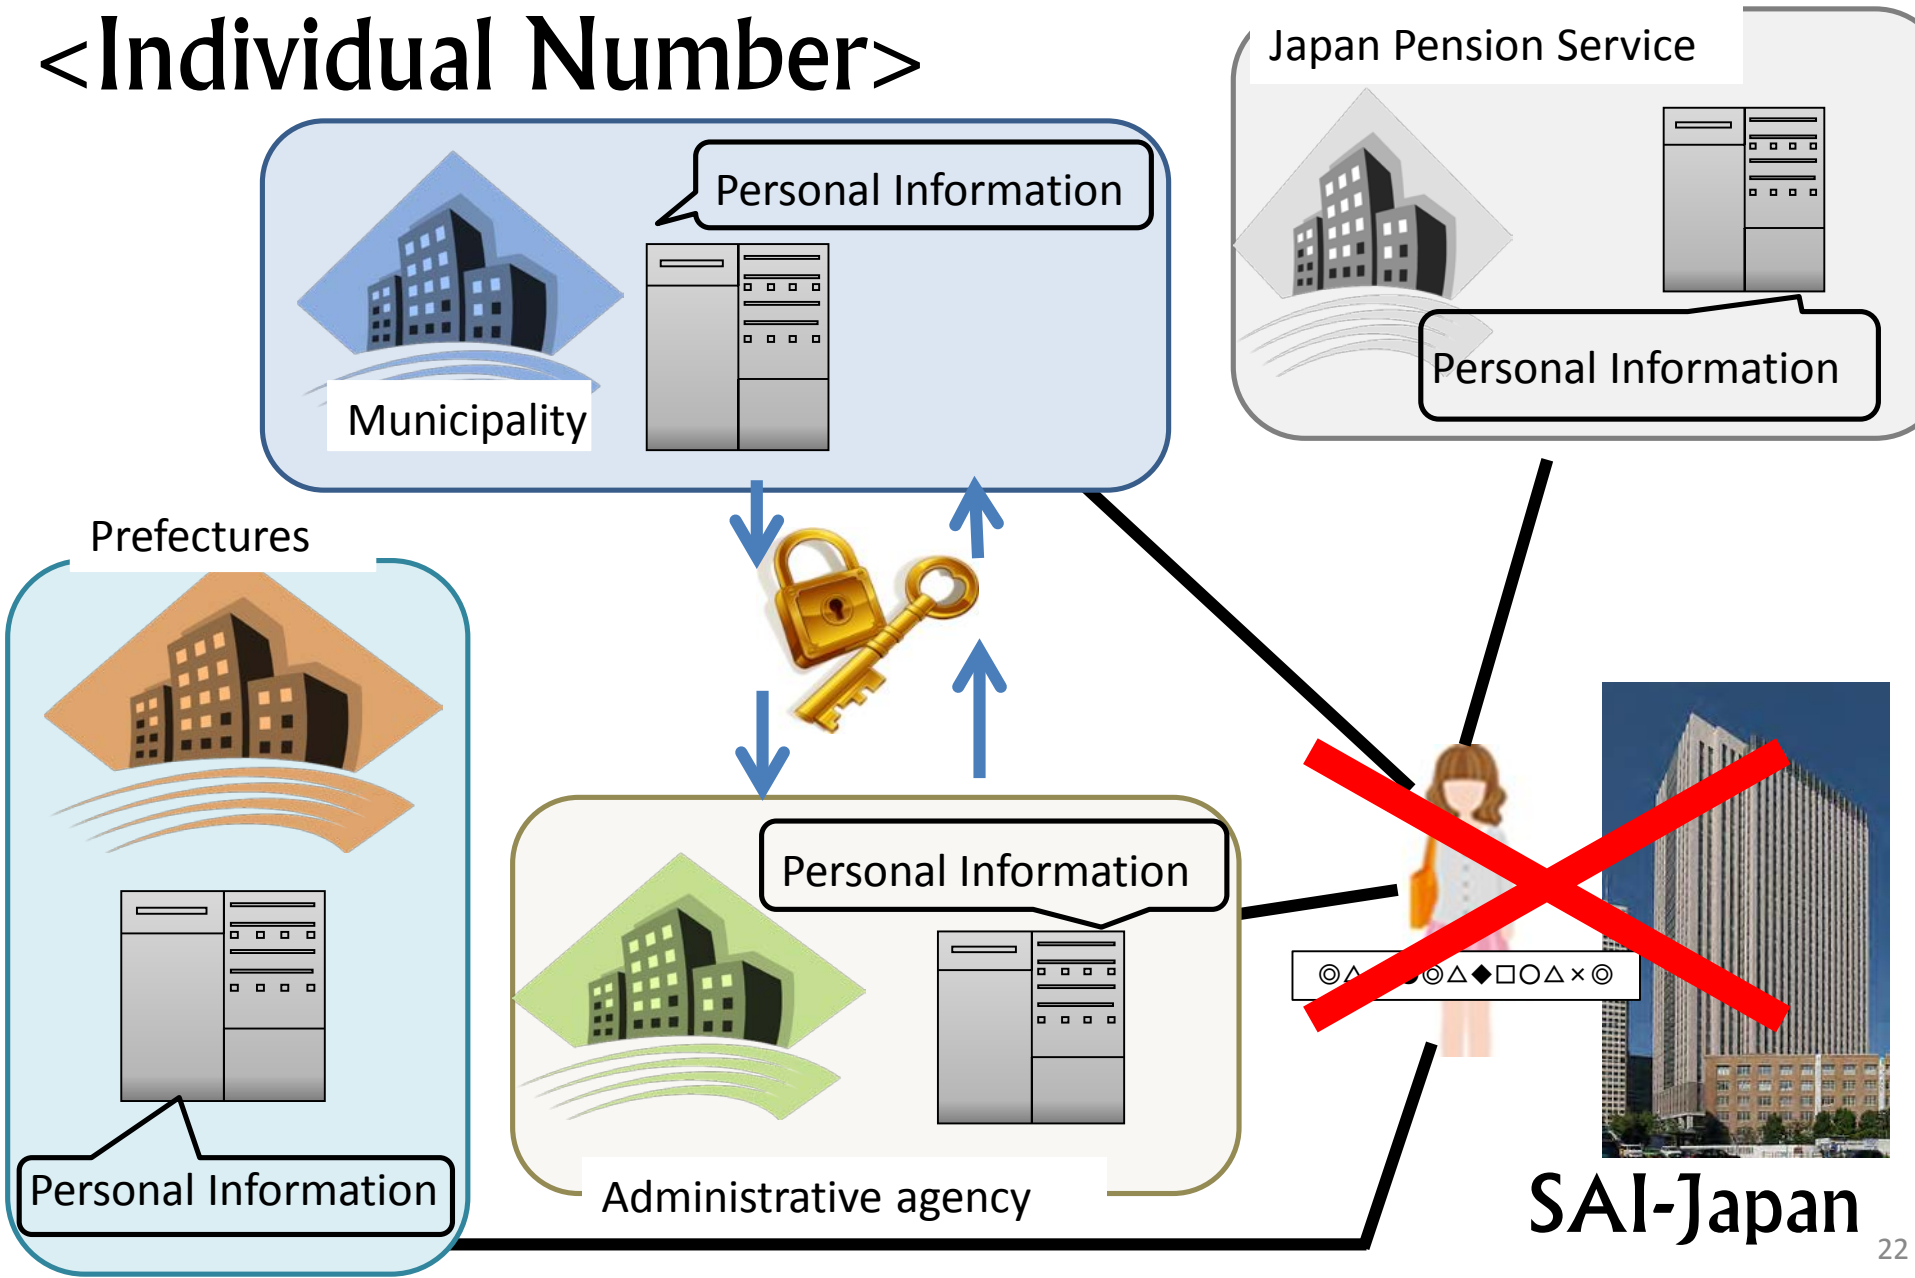 <Individual Number>
Japan Pension Service
Personal Information
Personal Information
Municipality
Prefectures
Personal Information
◎△◆□○△×◎
Personal Information
Administrative agency
SAI-Japan
22